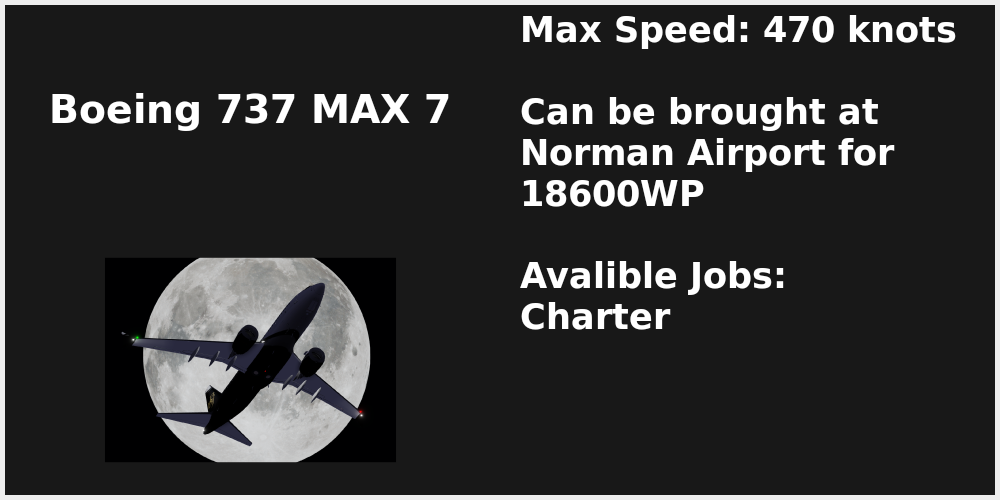 Boeing 737 MAX 7
Max Speed: 470 knots
Can be brought at
Norman Airport for
18600WP
Avalible Jobs:
Charter